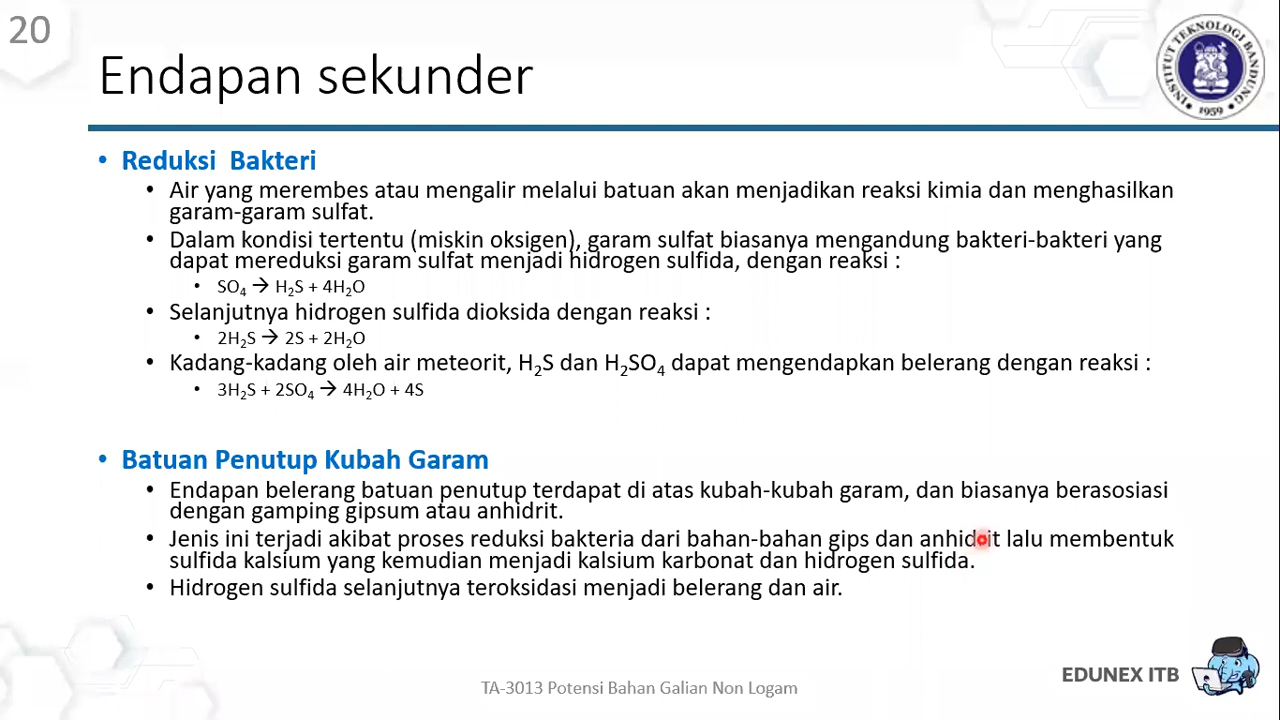 20
Endapan sekunder
INSTITUT TEKNOLOGI BANDUNG
1959
• Reduksi Bakteri
• Air yang merembes atau mengalir melalui batuan akan menjadikan reaksi kimia dan menghasilkan
garam-garam sulfat.
• Dalam kondisi tertentu (miskin oksigen), garam sulfat biasanya mengandung bakteri-bakteri yang
dapat mereduksi garam sulfat menjadi hidrogen sulfida, dengan reaksi :
• SO₄ → H₂S + 4H₂O
• Selanjutnya hidrogen sulfida dioksida dengan reaksi :
• 2H₂S → 2S + 2H₂O
• Kadang-kadang oleh air meteorit, H₂S dan H₂SO₄ dapat mengendapkan belerang dengan reaksi :
• 3H₂S + 2SO₄ → 4H₂O + 4S
• Batuan Penutup Kubah Garam
• Endapan belerang batuan penutup terdapat di atas kubah-kubah garam, dan biasanya berasosiasi
dengan gamping gipsum atau anhidrit.
• Jenis ini terjadi akibat proses reduksi bakteria dari bahan-bahan gips dan anhidrit lalu membentuk
sulfida kalsium yang kemudian menjadi kalsium karbonat dan hidrogen sulfida.
• Hidrogen sulfida selanjutnya teroksidasi menjadi belerang dan air.
EDUNEX ITB
TA-3013 Potensi Bahan Galian Non Logam